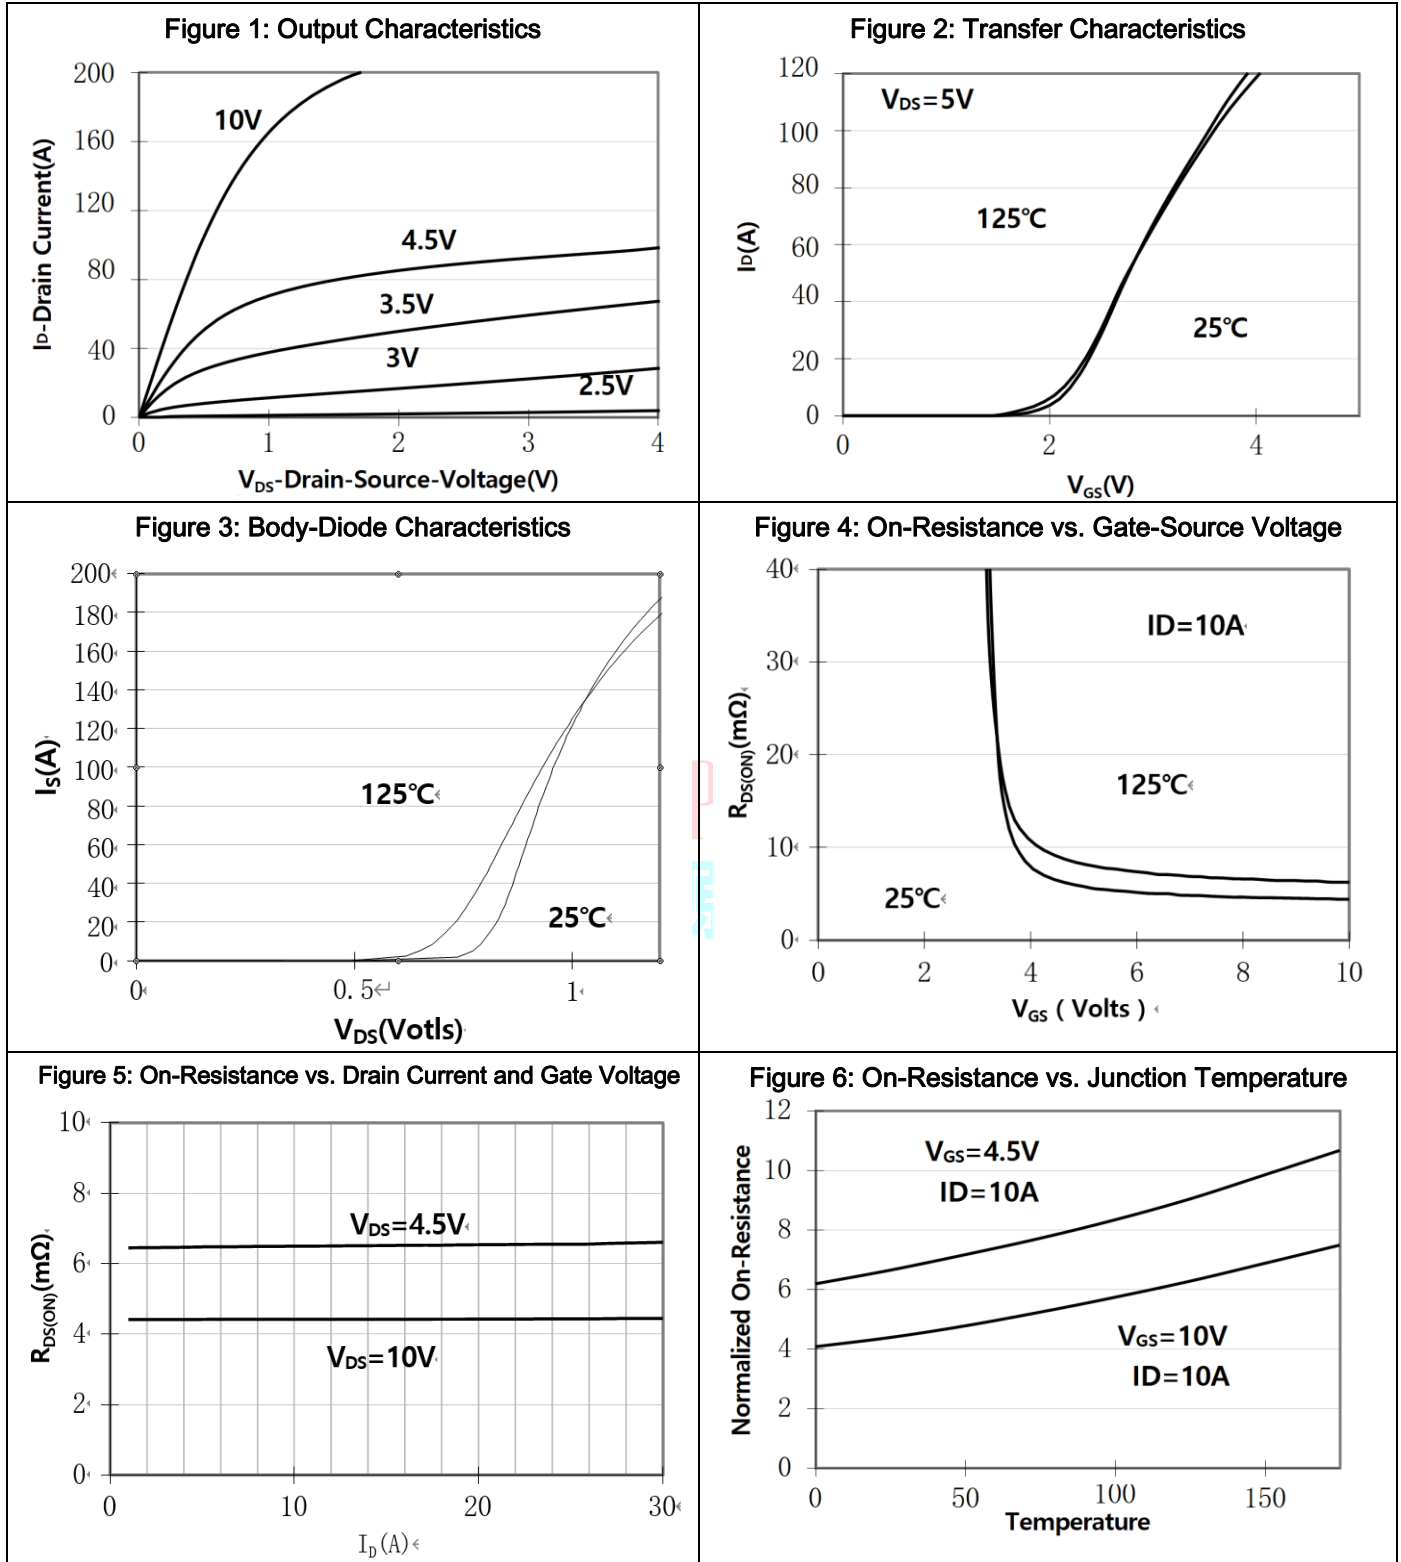 Figure 1: Output Characteristics
200
160
120
80
40
0
0 1 2 3 4
10V
4.5V
3.5V
3V
2.5V
ID-Drain Current(A)
VDS-Drain-Source-Voltage(V)
Figure 2: Transfer Characteristics
120
100
80
60
40
20
0
0 2 4
VDS=5V
125℃
25℃
ID(A)
VGS(V)
Figure 3: Body-Diode Characteristics
200
180
160
140
120
100
80
60
40
20
0
0 0.5 1
125℃
25℃
IS(A)
VDS(Votls)
Figure 4: On-Resistance vs. Gate-Source Voltage
40
30
20
10
0
0 2 4 6 8 10
ID=10A
125℃
25℃
RDS(ON)(mΩ)
VGS ( Volts )
Figure 5: On-Resistance vs. Drain Current and Gate Voltage
10
8
6
4
2
0
0 10 20 30
VDS=4.5V
VDS=10V
RDS(ON)(mΩ)
ID(A)
Figure 6: On-Resistance vs. Junction Temperature
12
10
8
6
4
2
0
0 50 100 150
VGS=4.5V
ID=10A
VGS=10V
ID=10A
Normalized On-Resistance
Temperature